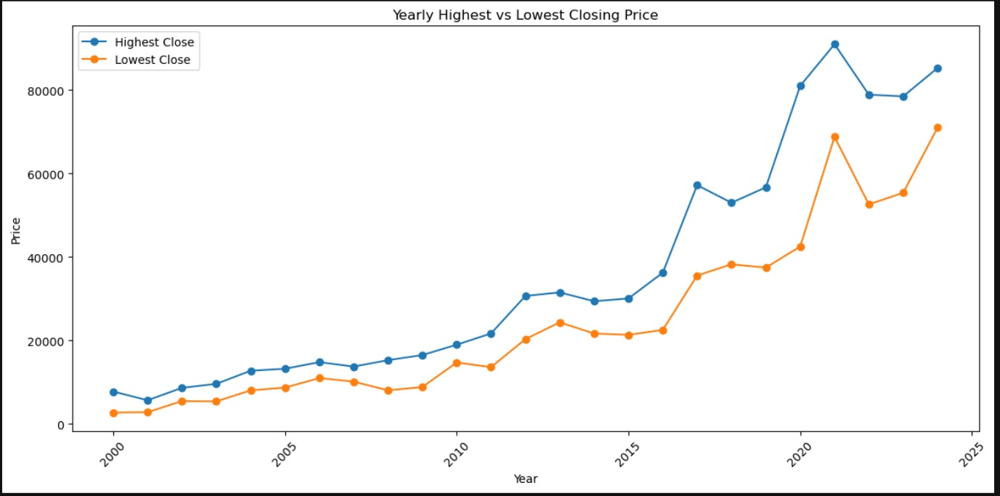 Yearly Highest vs Lowest Closing Price
Highest Close
Lowest Close
80000
60000
40000
20000
0
Price
2000
2005
2010
2015
2020
2025
Year